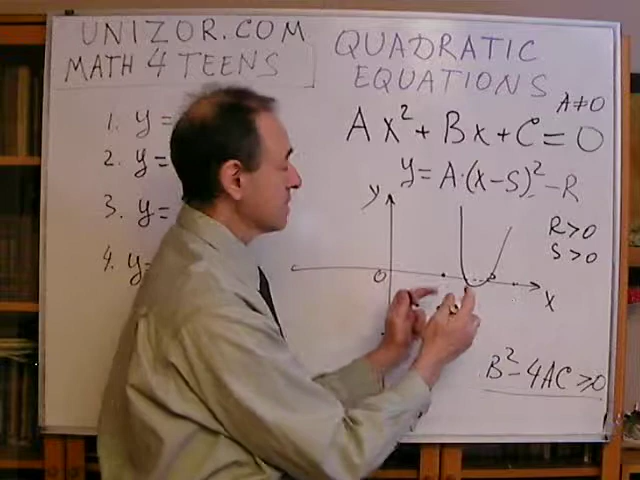 UNIZOR.COM
MATH 4 TEENS
QUADRATIC
EQUATIONS
A≠0
Ax²+Bx+C=0
y=A·(x-S)²-R
1. y=
2. y=
3. y=
4. y=
y
R>0
S>0
0
X
B²-4AC≥0